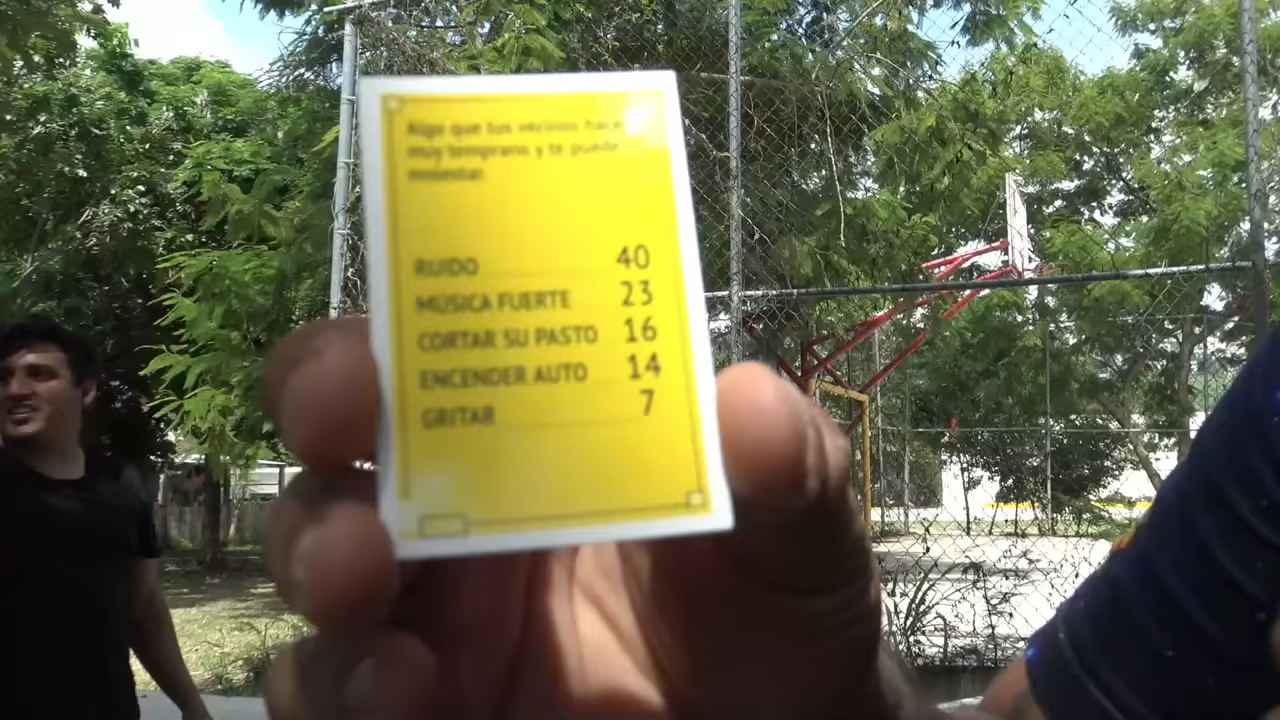 Algo que tus vecinos hacen
muy temprano y te puede
molestar.
RUIDO 40
MÚSICA FUERTE 23
CORTAR SU PASTO 16
ENCENDER AUTO 14
GRITAR 7